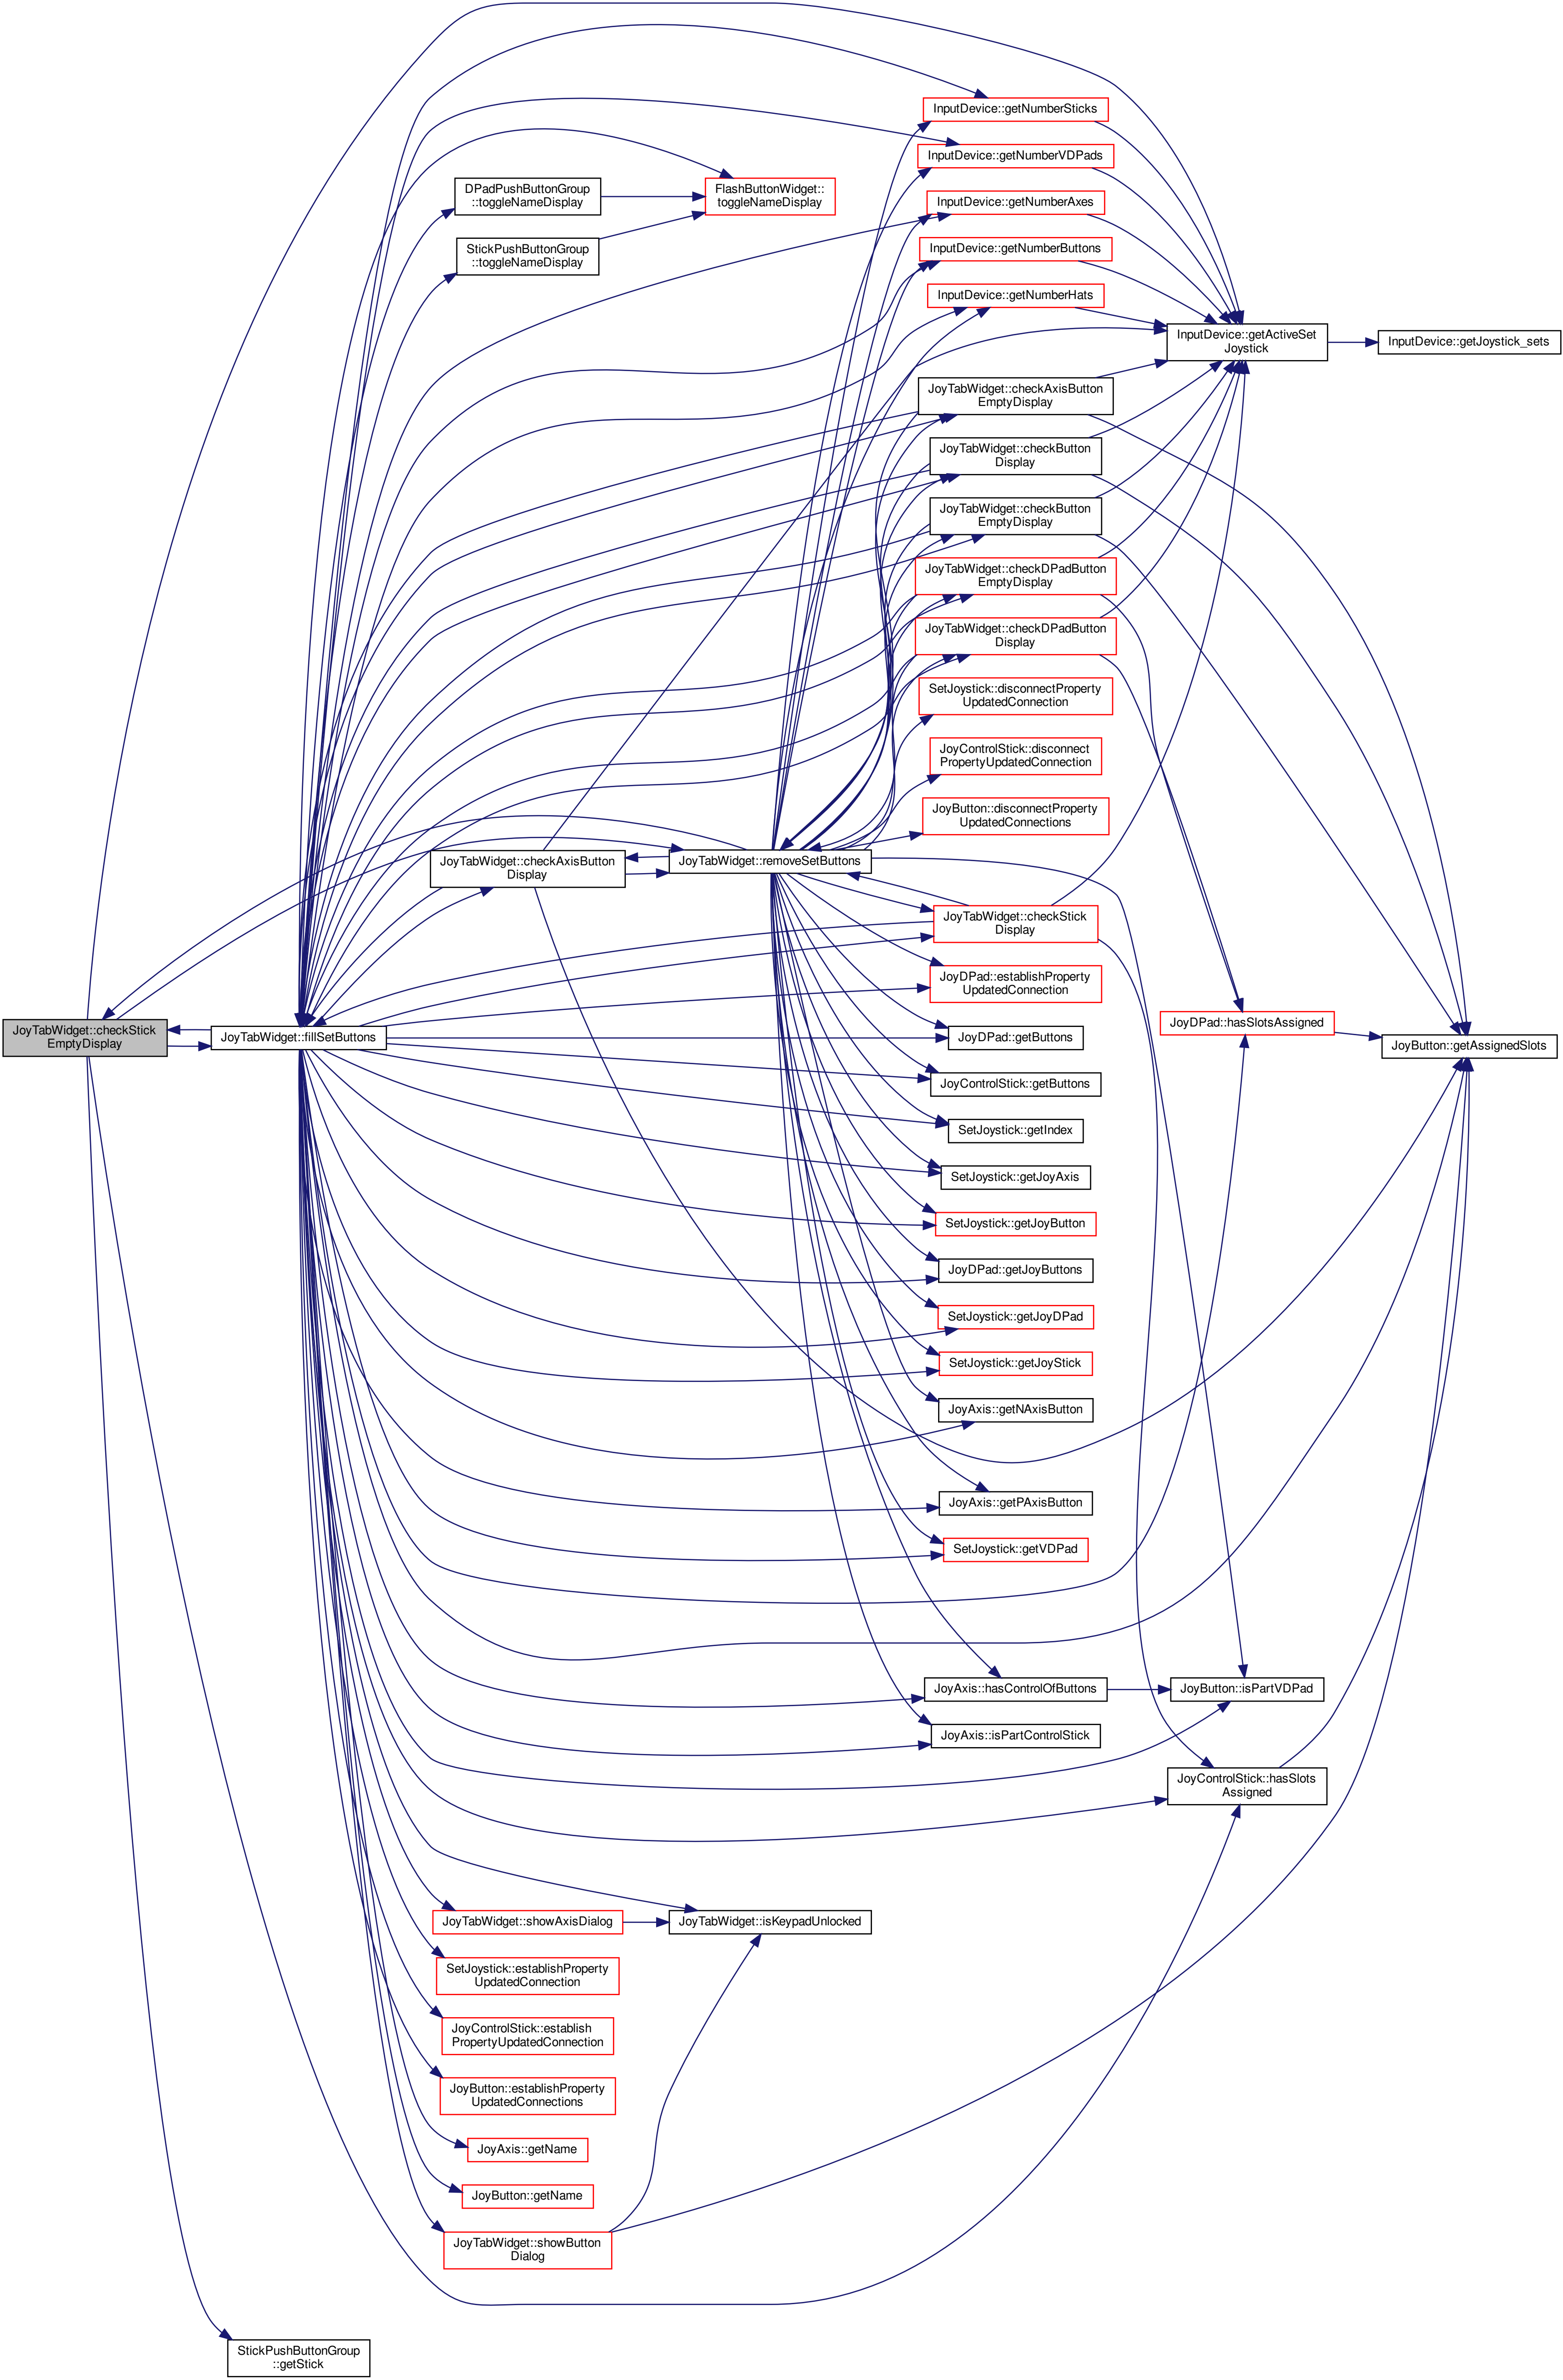 InputDevice::getNumberSticks
InputDevice::getNumberVDPads
DPadPushButtonGroup
::toggleNameDisplay
FlashButtonWidget::
toggleNameDisplay
InputDevice::getNumberAxes
StickPushButtonGroup
::toggleNameDisplay
InputDevice::getNumberButtons
InputDevice::getNumberHats
InputDevice::getActiveSet
Joystick
InputDevice::getJoystick_sets
JoyTabWidget::checkAxisButton
EmptyDisplay
JoyTabWidget::checkButton
Display
JoyTabWidget::checkButton
EmptyDisplay
JoyTabWidget::checkDPadButton
EmptyDisplay
JoyTabWidget::checkDPadButton
Display
SetJoystick::disconnectProperty
UpdatedConnection
JoyControlStick::disconnect
PropertyUpdatedConnection
JoyButton::disconnectProperty
UpdatedConnections
JoyTabWidget::checkAxisButton
Display
JoyTabWidget::removeSetButtons
JoyTabWidget::checkStick
Display
JoyDPad::establishProperty
UpdatedConnection
JoyTabWidget::checkStick
EmptyDisplay
JoyTabWidget::fillSetButtons
JoyDPad::getButtons
JoyDPad::hasSlotsAssigned
JoyButton::getAssignedSlots
JoyControlStick::getButtons
SetJoystick::getIndex
SetJoystick::getJoyAxis
SetJoystick::getJoyButton
JoyDPad::getJoyButtons
SetJoystick::getJoyDPad
SetJoystick::getJoyStick
JoyAxis::getNAxisButton
JoyAxis::getPAxisButton
SetJoystick::getVDPad
JoyAxis::hasControlOfButtons
JoyButton::isPartVDPad
JoyAxis::isPartControlStick
JoyControlStick::hasSlots
Assigned
JoyTabWidget::showAxisDialog
JoyTabWidget::isKeypadUnlocked
SetJoystick::establishProperty
UpdatedConnection
JoyControlStick::establish
PropertyUpdatedConnection
JoyButton::establishProperty
UpdatedConnections
JoyAxis::getName
JoyButton::getName
JoyTabWidget::showButton
Dialog
StickPushButtonGroup
::getStick